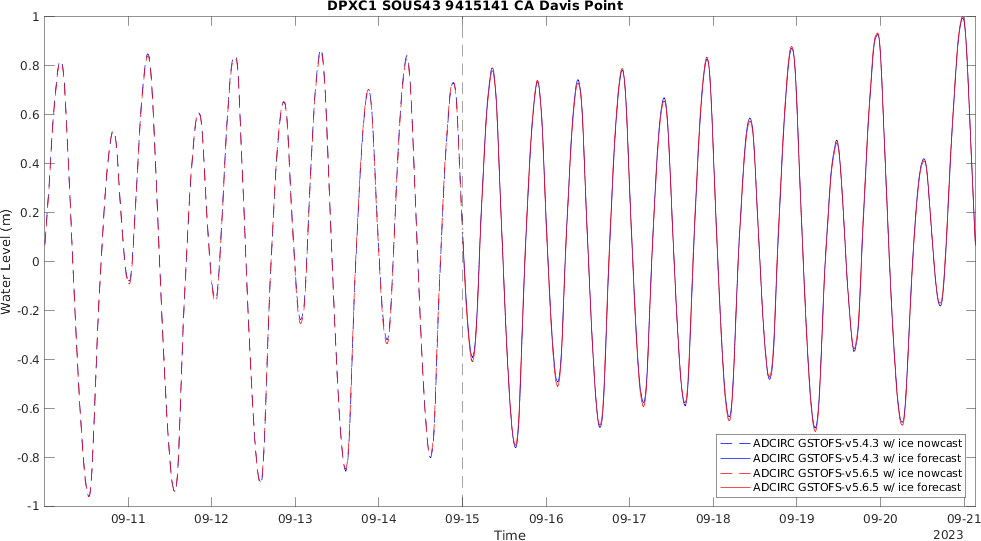 DPXC1 SOUS43 9415141 CA Davis Point
1
0.8
0.6
0.4
0.2
0
-0.2
-0.4
-0.6
-0.8
-1
Water Level (m)
ADCIRC GSTOFS-v5.4.3 w/ ice nowcast
ADCIRC GSTOFS-v5.4.3 w/ ice forecast
ADCIRC GSTOFS-v5.6.5 w/ ice nowcast
ADCIRC GSTOFS-v5.6.5 w/ ice forecast
09-11 09-12 09-13 09-14 09-15 09-16 09-17 09-18 09-19 09-20 09-21
Time
2023